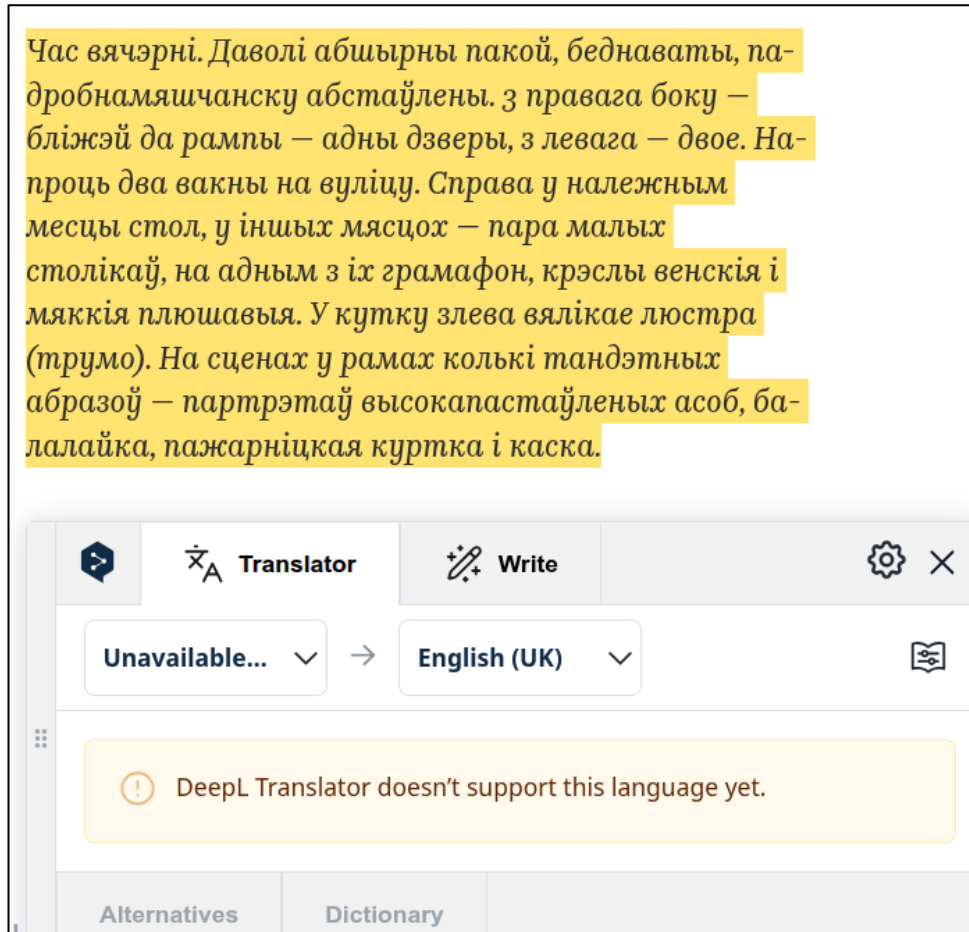 Час вячэрні. Даволі абшырны пакой, беднаваты, па-
дробнамяшчанску абстаўлены. З правага боку —
бліжэй да рампы — адны дзверы, з левага — двое. На-
проць два вакны на вуліцу. Справа у належным
месцы стол, у іншых мясцох — пара малых
столікаў, на адным з іх грамафон, крэслы венскія і
мяккія плюшавыя. У кутку злева вялікае люстра
(трумо). На сценах у рамах колькі тандэтных
абразоў — партрэтаў высокапастаўленых асоб, ба-
лалайка, пажарніцкая куртка і каска.
Translator Write
Unavailable... → English (UK)
DeepL Translator doesn’t support this language yet.
Alternatives Dictionary